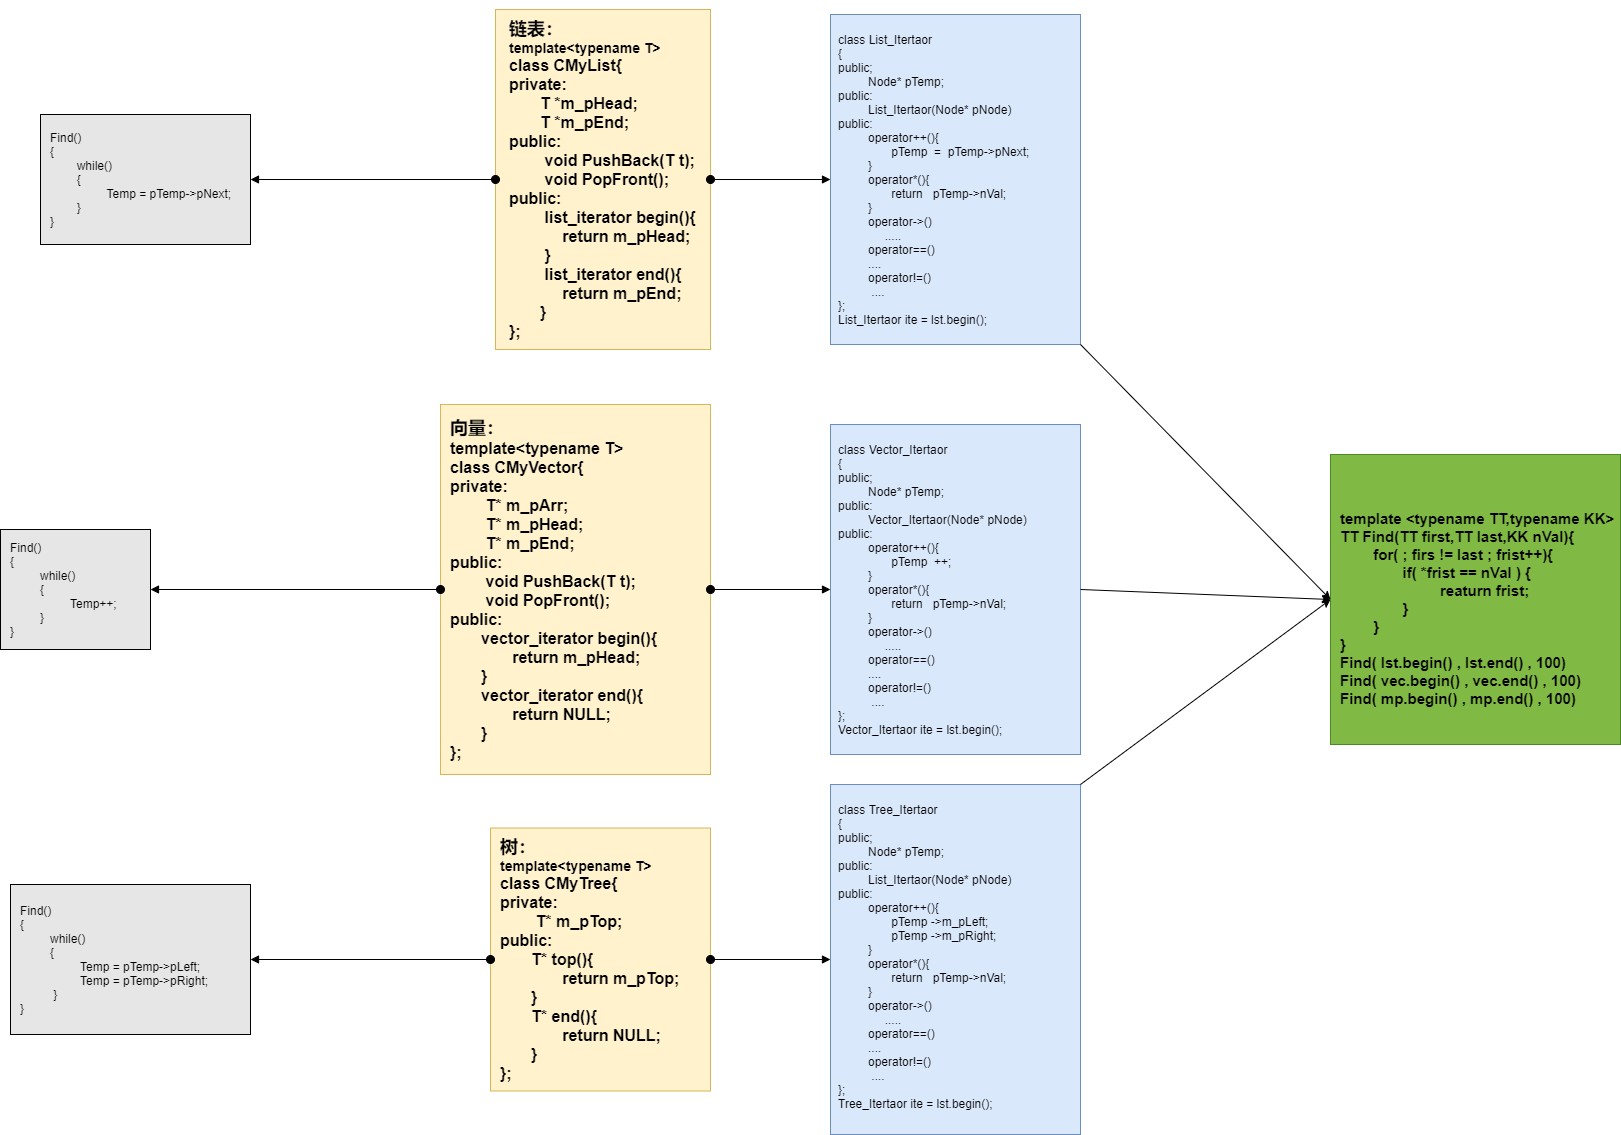 Find()
{
while()
{
Temp = pTemp->pNext;
}
}
链表：
template<typename T>
class CMyList{
private:
T *m_pHead;
T *m_pEnd;
public:
void PushBack(T t);
void PopFront();
public:
list_iterator begin(){
return m_pHead;
}
list_iterator end(){
return m_pEnd;
}
};
class List_Itertaor
{
public;
Node* pTemp;
public:
List_Itertaor(Node* pNode)
public:
operator++(){
pTemp = pTemp->pNext;
}
operator*(){
return pTemp->nVal;
}
operator->()
.....
operator==()
....
operator!=()
....
};
List_Itertaor ite = lst.begin();
Find()
{
while()
{
Temp++;
}
}
向量：
template<typename T>
class CMyVector{
private:
T* m_pArr;
T* m_pHead;
T* m_pEnd;
public:
void PushBack(T t);
void PopFront();
public:
vector_iterator begin(){
return m_pHead;
}
vector_iterator end(){
return NULL;
}
};
class Vector_Itertaor
{
public;
Node* pTemp;
public:
Vector_Itertaor(Node* pNode)
public:
operator++(){
pTemp ++;
}
operator*(){
return pTemp->nVal;
}
operator->()
.....
operator==()
....
operator!=()
....
};
Vector_Itertaor ite = lst.begin();
template <typename TT,typename KK>
TT Find(TT first,TT last,KK nVal){
for( ; firs != last ; frist++){
if( *frist == nVal ) {
reaturn frist;
}
}
}
Find( lst.begin() , lst.end() , 100)
Find( vec.begin() , vec.end() , 100)
Find( mp.begin() , mp.end() , 100)
Find()
{
while()
{
Temp = pTemp->pLeft;
Temp = pTemp->pRight;
}
}
树：
template<typename T>
class CMyTree{
private:
T* m_pTop;
public:
T* top(){
return m_pTop;
}
T* end(){
return NULL;
}
};
class Tree_Itertaor
{
public;
Node* pTemp;
public:
List_Itertaor(Node* pNode)
public:
operator++(){
pTemp ->m_pLeft;
pTemp ->m_pRight;
}
operator*(){
return pTemp->nVal;
}
operator->()
.....
operator==()
....
operator!=()
....
};
Tree_Itertaor ite = lst.begin();